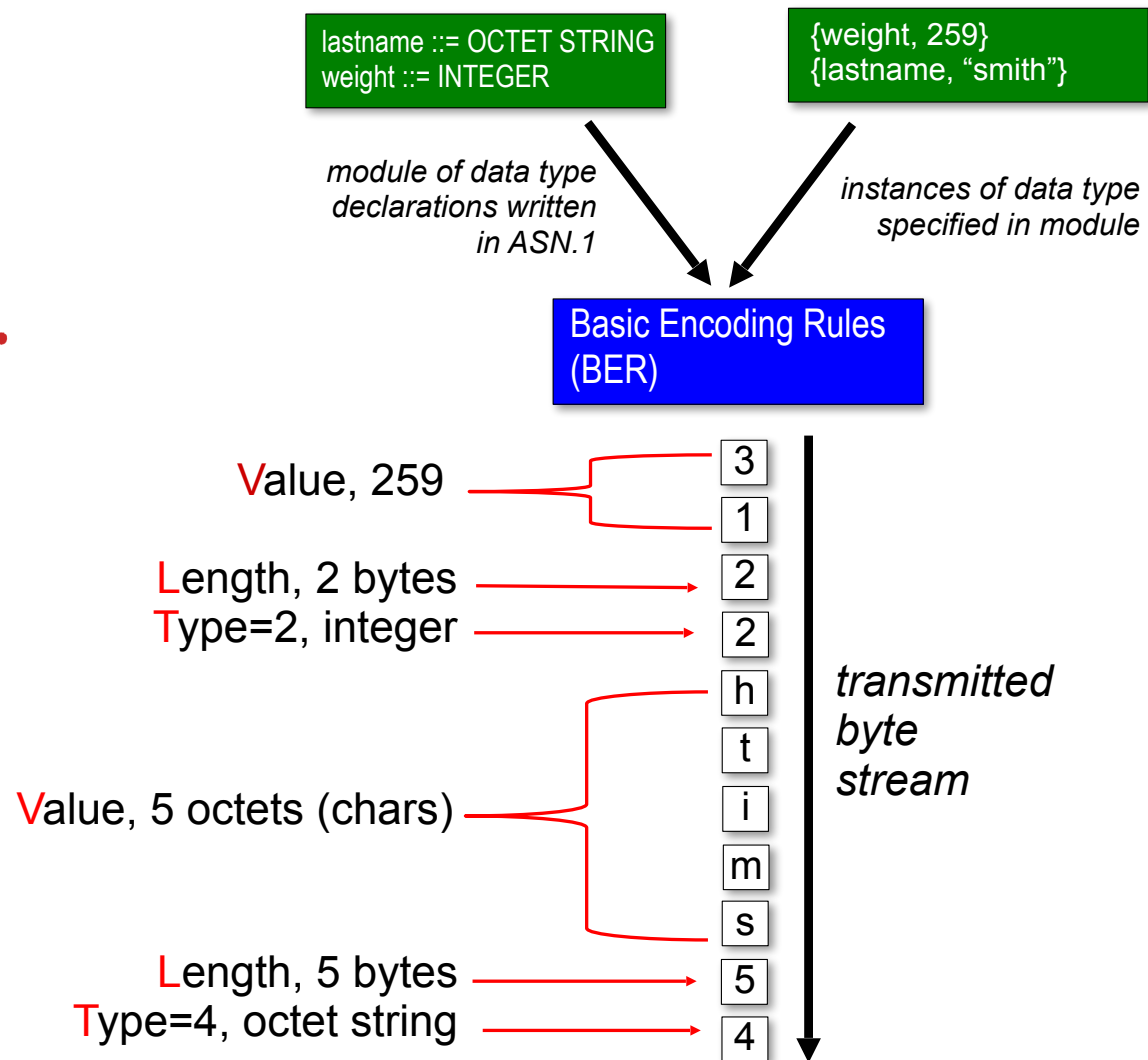 lastname ::= OCTET STRING
weight ::= INTEGER
{weight, 259}
{lastname, “smith”}
module of data type
declarations written
in ASN.1
instances of data type
specified in module
Basic Encoding Rules
(BER)
Value, 259
3
1
Length, 2 bytes
2
Type=2, integer
2
Value, 5 octets (chars)
h
t
i
m
s
Length, 5 bytes
5
Type=4, octet string
4
transmitted
byte
stream